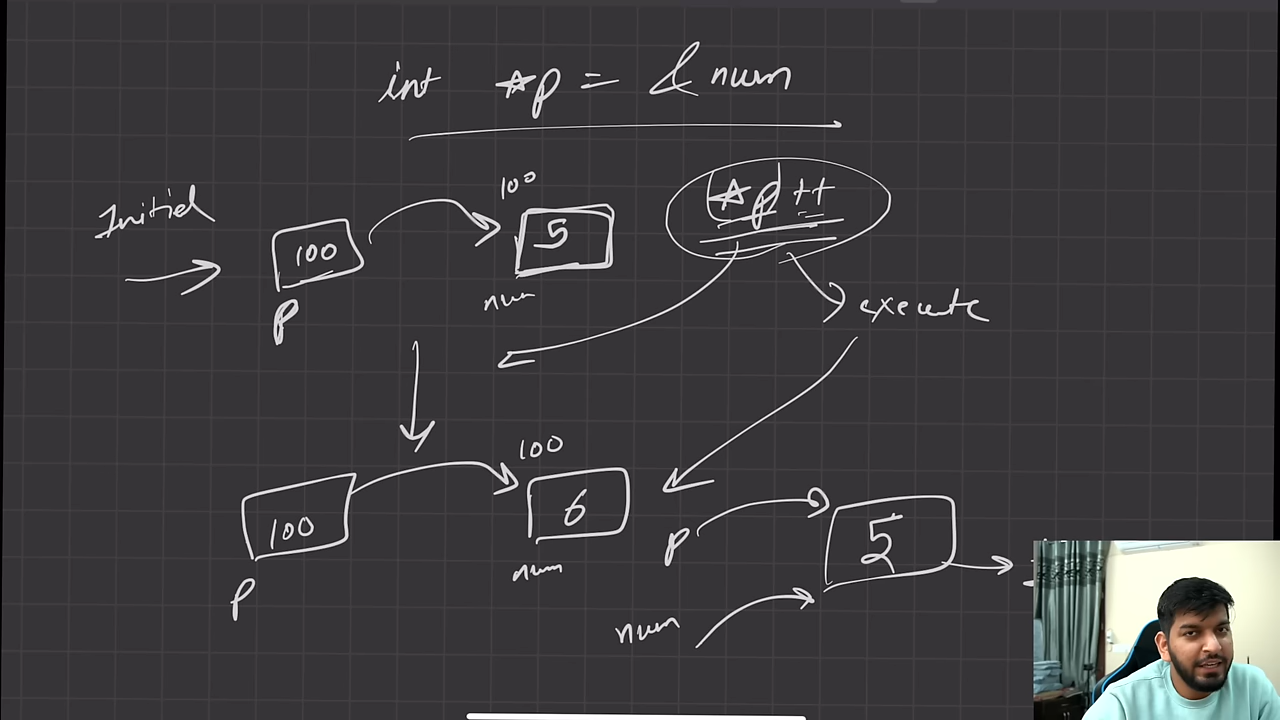 int *p = & num
100
*p ++
Initial
100
5
p
num
execute
100
100
6
p
num
p
5
num